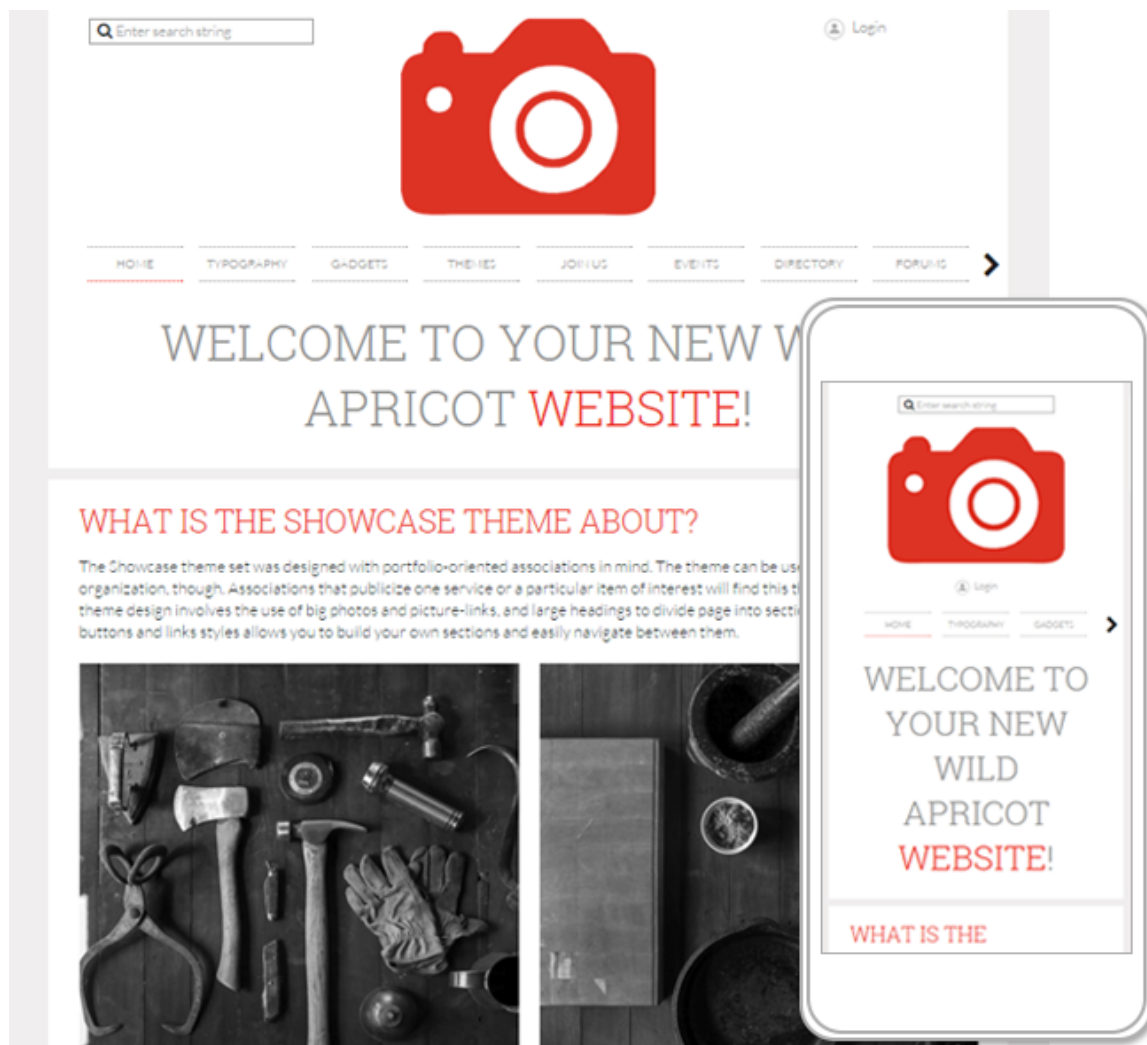 Enter search string
Login
HOME TYPOGRAPHY GADGETS THEMES JOIN US EVENTS DIRECTORY FORUMS
WELCOME TO YOUR NEW W
APRICOT WEBSITE!
WHAT IS THE SHOWCASE THEME ABOUT?
The Showcase theme set was designed with portfolio-oriented associations in mind. The theme can be use
organization, though. Associations that publicize one service or a particular item of interest will find this t
theme design involves the use of big photos and picture-links, and large headings to divide page into secti
buttons and links styles allows you to build your own sections and easily navigate between them.
Enter search string
Login
HOME TYPOGRAPHY GADGETS
WELCOME TO
YOUR NEW
WILD
APRICOT
WEBSITE!
WHAT IS THE